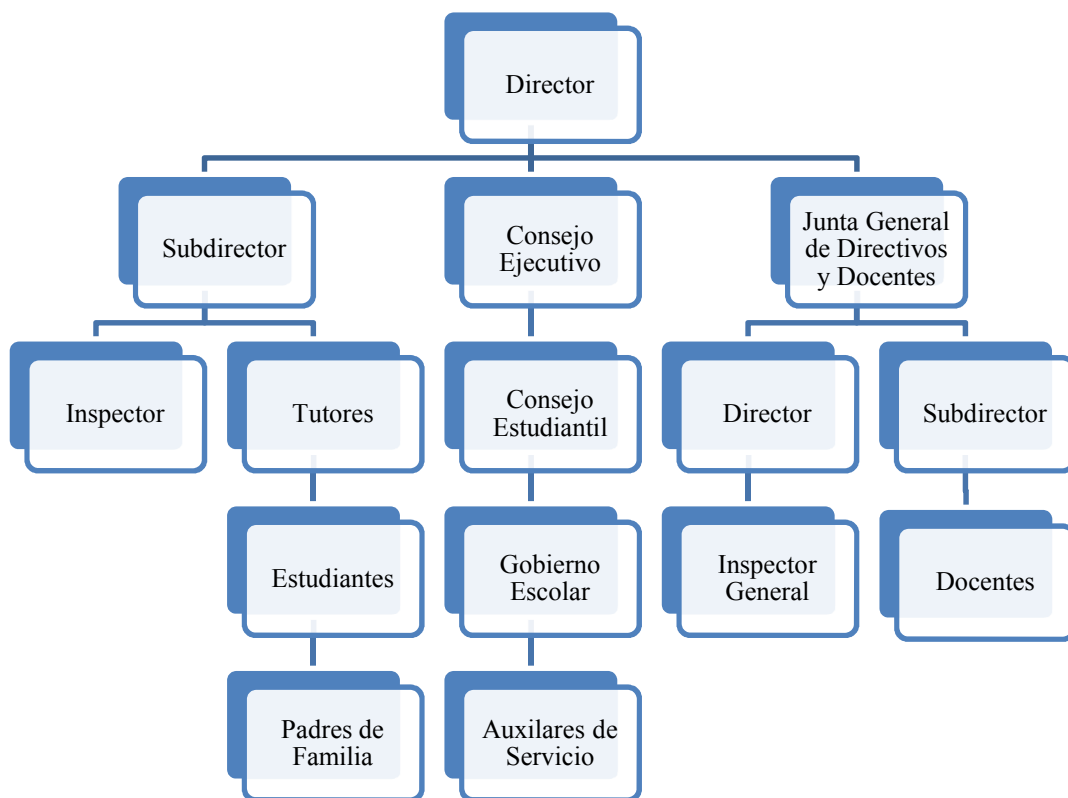 Director
Subdirector
Consejo
Ejecutivo
Junta General
de Directivos
y Docentes
Inspector
Tutores
Consejo
Estudiantil
Director
Subdirector
Estudiantes
Gobierno
Escolar
Inspector
General
Docentes
Padres de
Familia
Auxilares de
Servicio